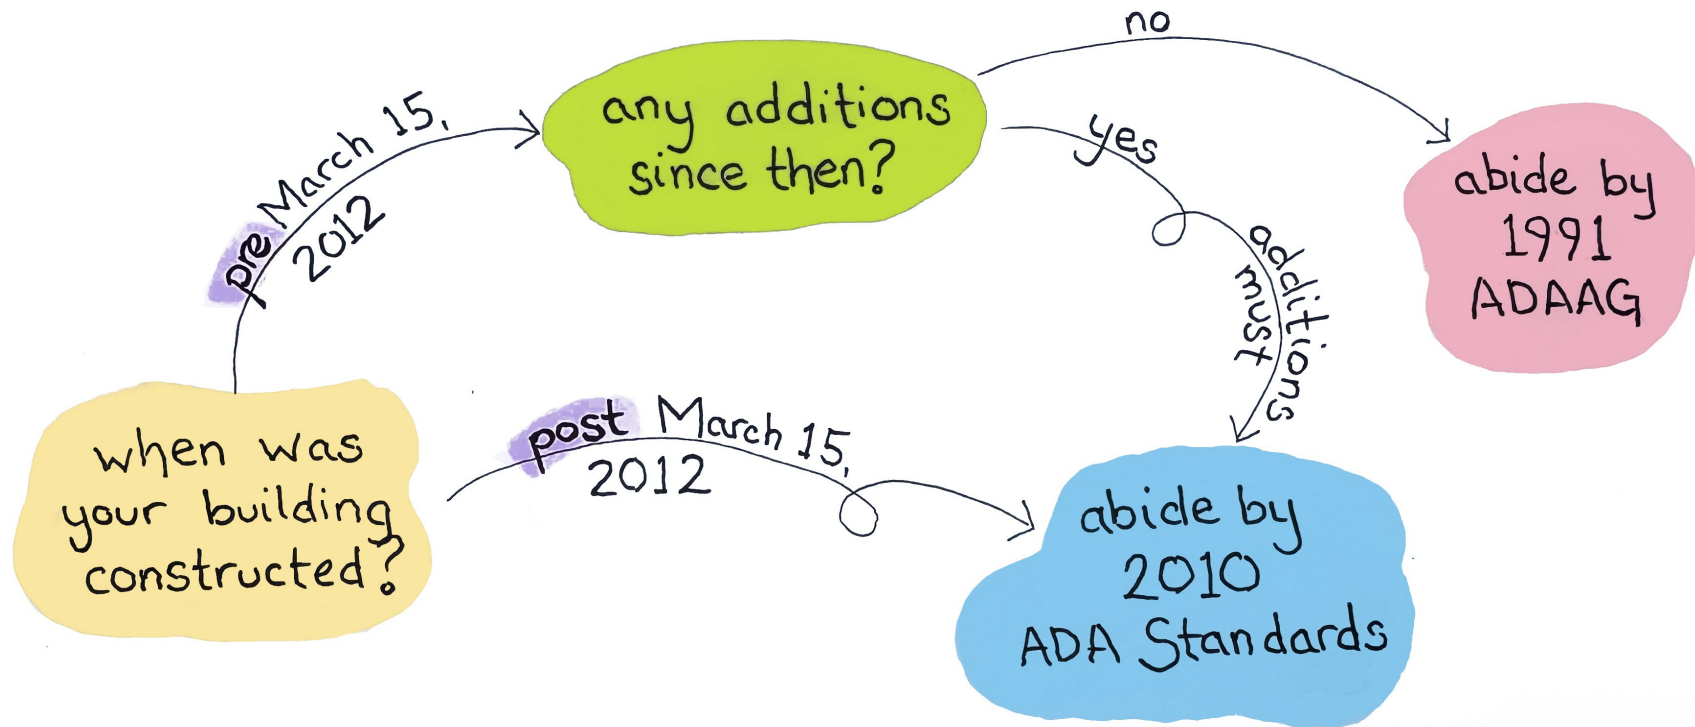 when was
your building
constructed?
pre March 15,
2012
any additions
since then?
no
abide by
1991
ADAAG
yes
additions
must
post March 15,
2012
abide by
2010
ADA Standards